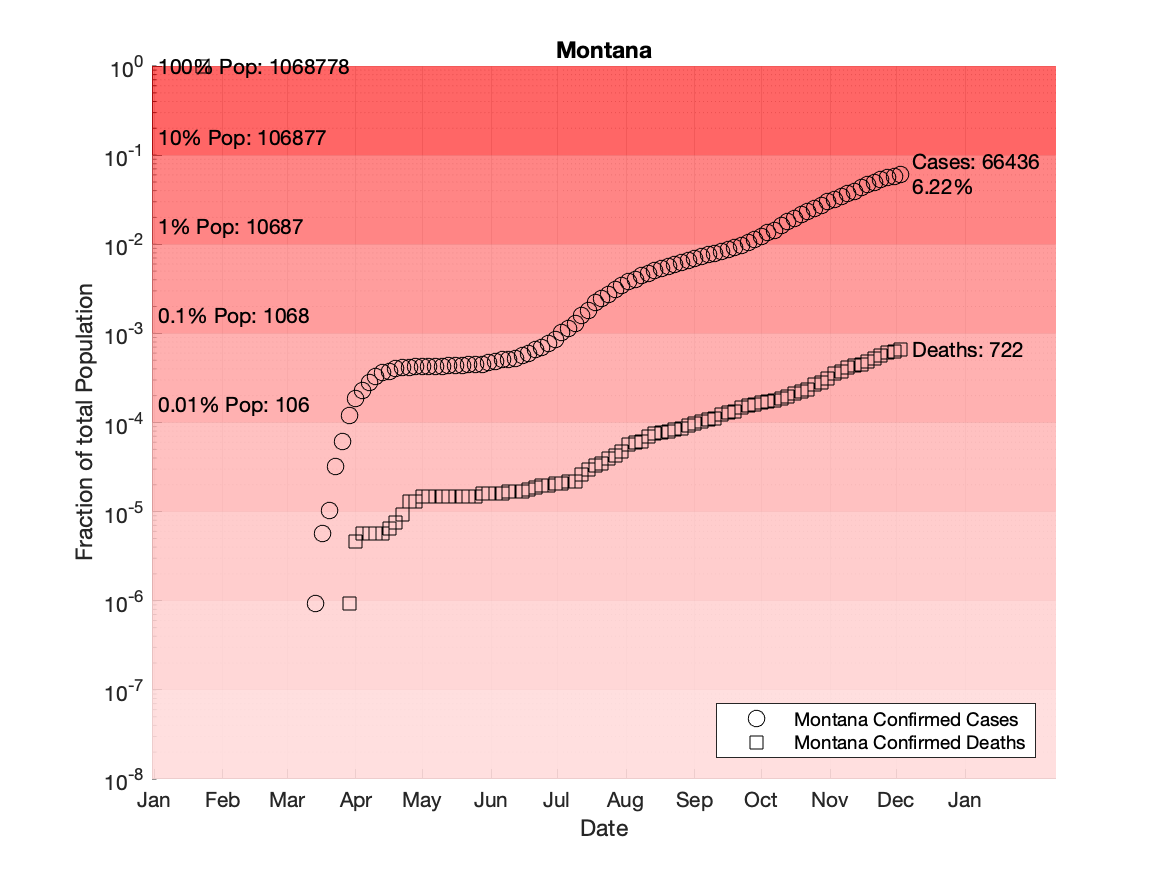 Montana
10^0
100% Pop: 1068778
10% Pop: 106877
10^-1
Cases: 66436
6.22%
1% Pop: 10687
10^-2
0.1% Pop: 1068
10^-3
Deaths: 722
0.01% Pop: 106
10^-4
10^-5
10^-6
10^-7
10^-8
Fraction of total Population
Montana Confirmed Cases
Montana Confirmed Deaths
Jan Feb Mar Apr May Jun Jul Aug Sep Oct Nov Dec Jan
Date